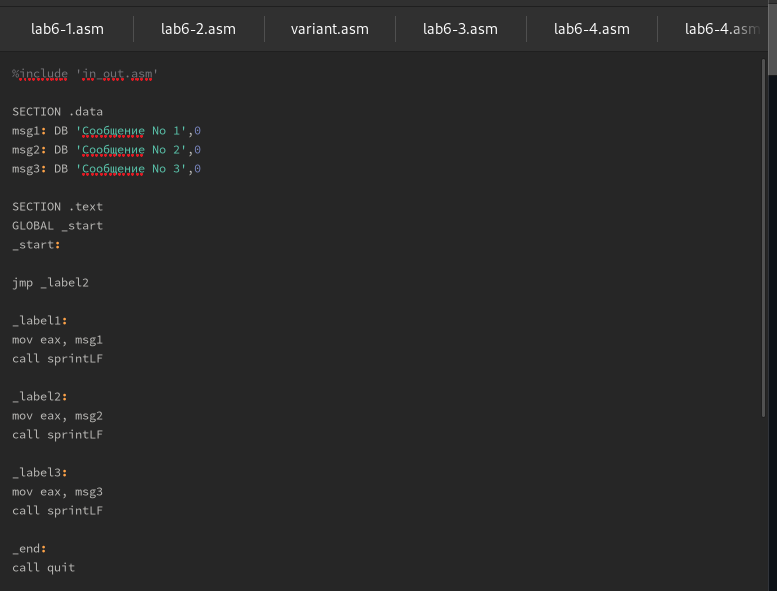 lab6-1.asm lab6-2.asm variant.asm lab6-3.asm lab6-4.asm lab6-4.asm
%include 'in_out.asm'
SECTION .data
msg1: DB 'Сообщение No 1',0
msg2: DB 'Сообщение No 2',0
msg3: DB 'Сообщение No 3',0
SECTION .text
GLOBAL _start
_start:
jmp _label2
_label1:
mov eax, msg1
call sprintLF
_label2:
mov eax, msg2
call sprintLF
_label3:
mov eax, msg3
call sprintLF
_end:
call quit